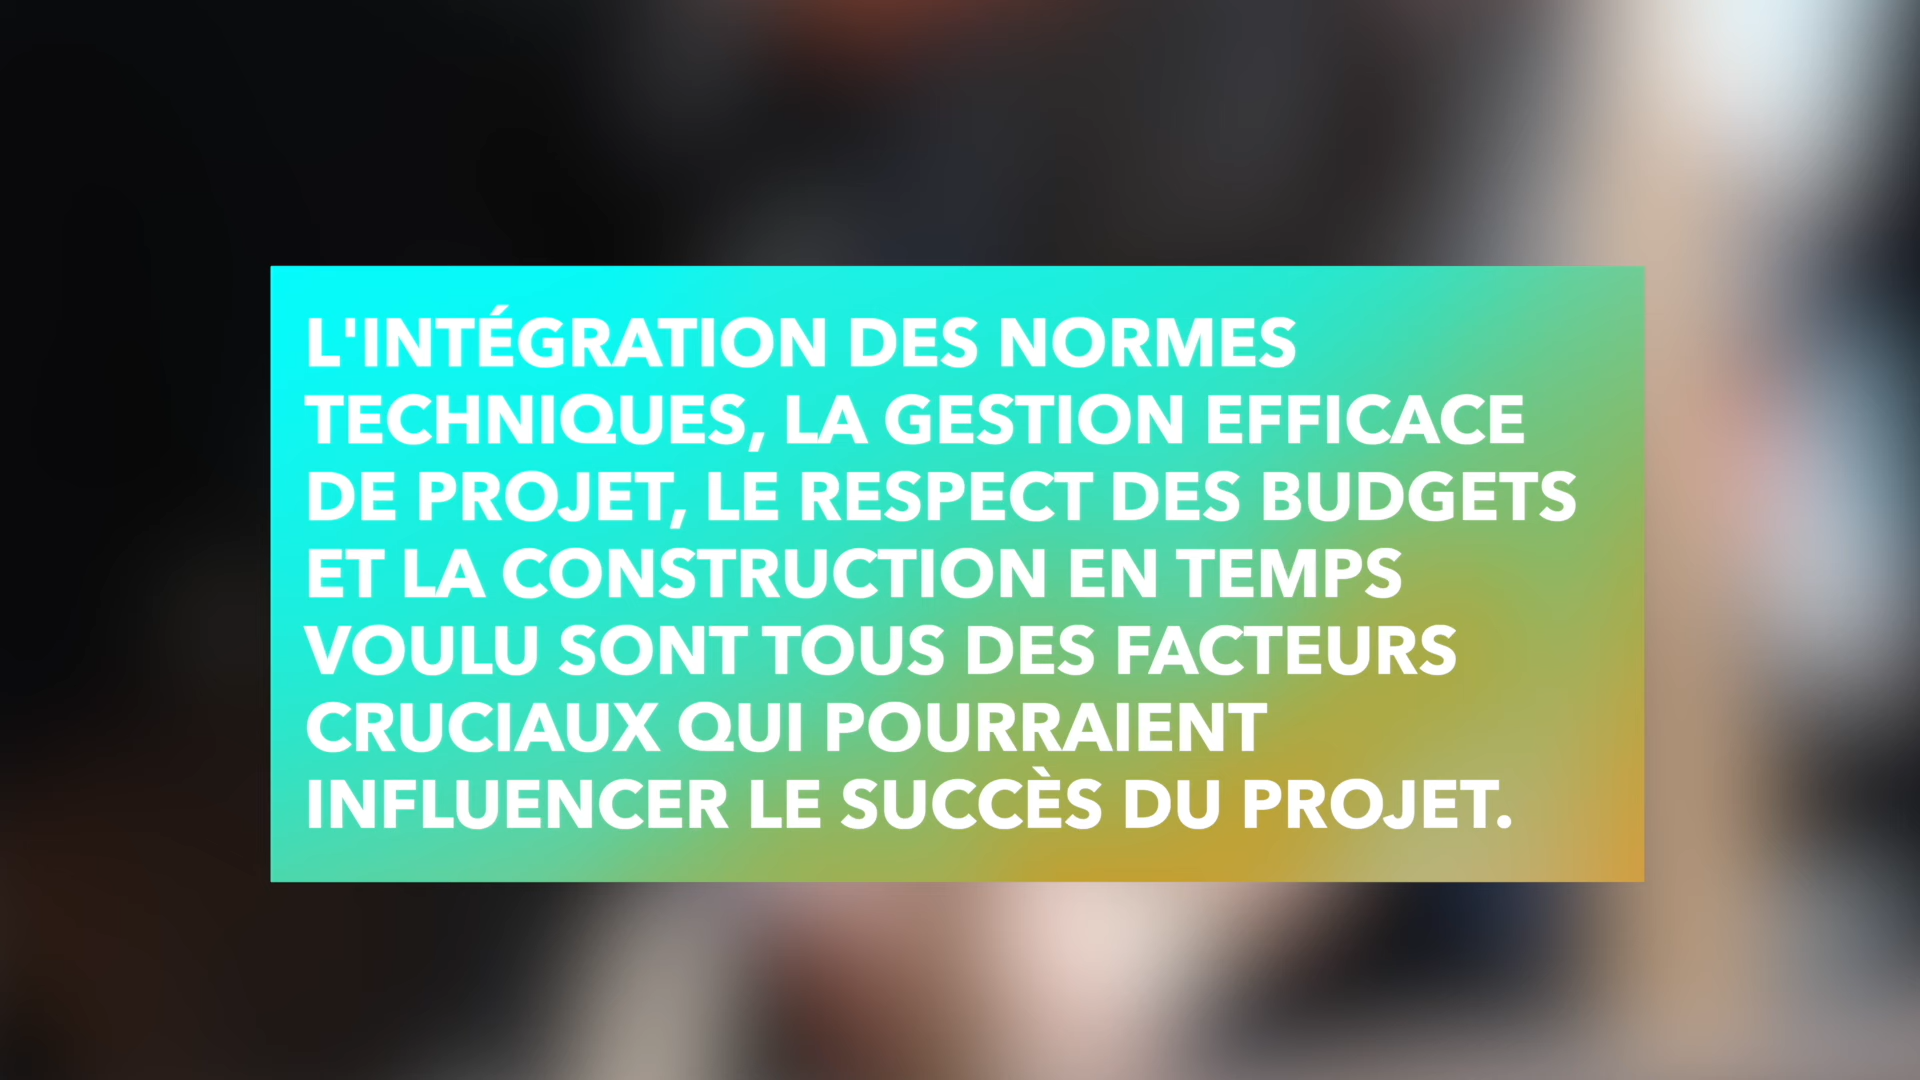 L'INTÉGRATION DES NORMES
TECHNIQUES, LA GESTION EFFICACE
DE PROJET, LE RESPECT DES BUDGETS
ET LA CONSTRUCTION EN TEMPS
VOULU SONT TOUS DES FACTEURS
CRUCIAUX QUI POURRAIENT
INFLUENCER LE SUCCÈS DU PROJET.